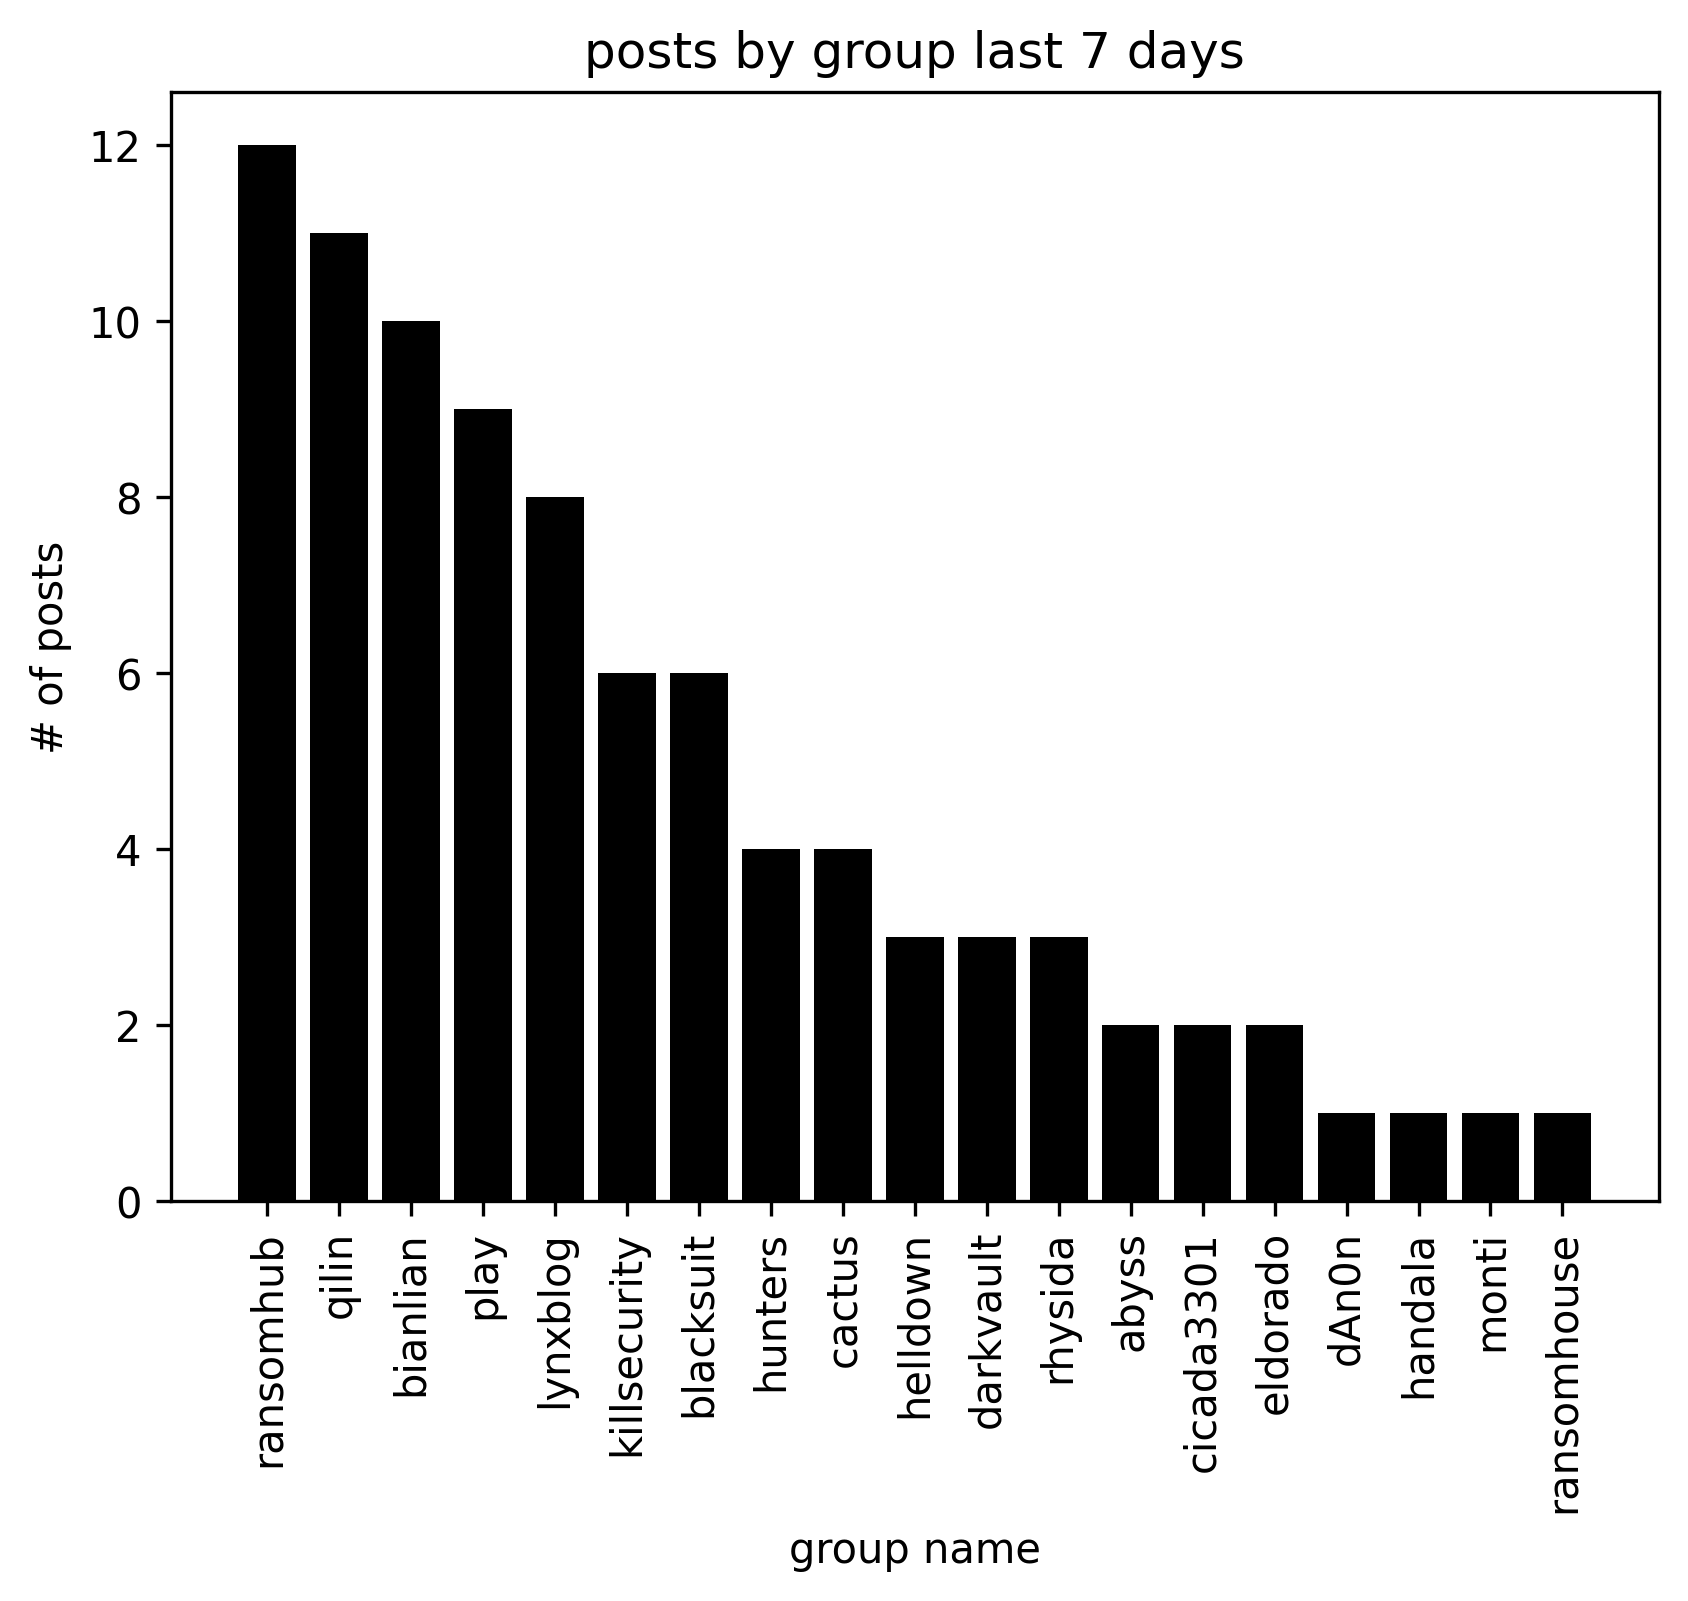 posts by group last 7 days
12
10
8
6
4
2
0
# of posts
ransomhub
qilin
bianlian
play
lynxblog
killsecurity
blacksuit
hunters
cactus
helldown
darkvault
rhysida
abyss
cicada3301
eldorado
dAn0n
handala
monti
ransomhouse
group name